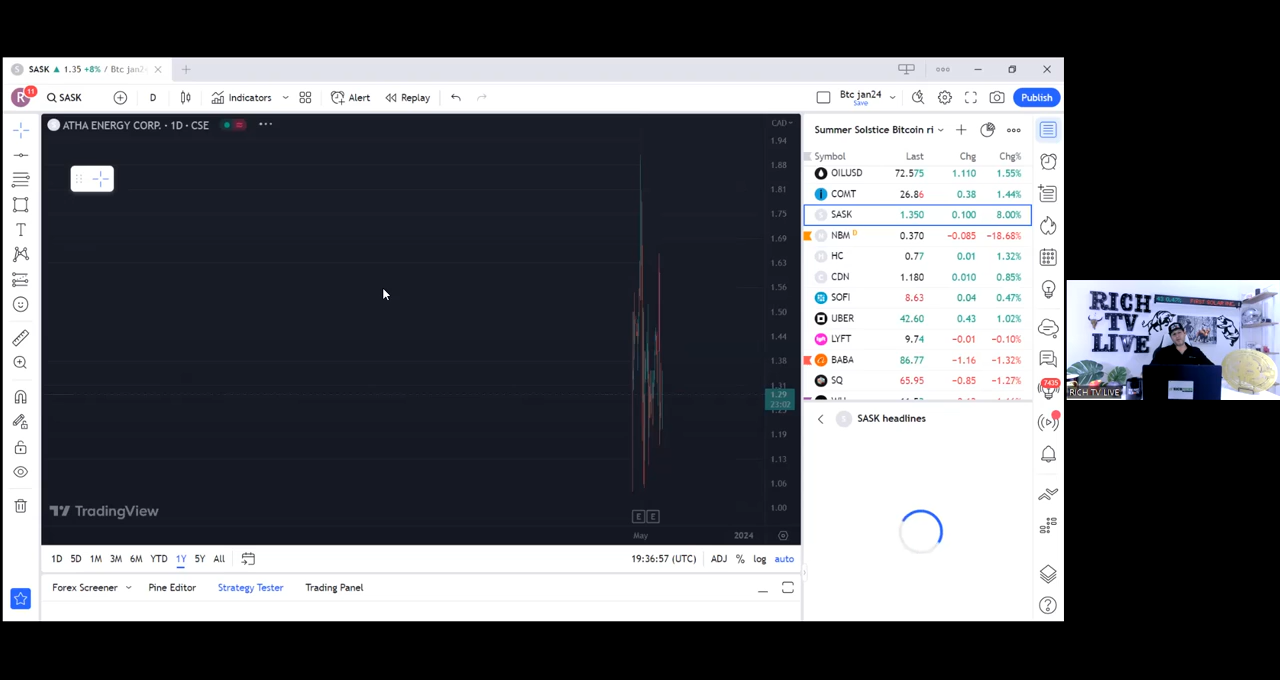 SASK ▲ 1.35 +8% / Btc jan2
R 11 SASK D Indicators Alert Replay Btc jan24 Save Publish
ATHA ENERGY CORP. · 1D · CSE
CAD
1.94
1.88
1.81
1.75
1.69
1.63
1.56
1.50
1.44
1.38
1.31
1.29
23:02
1.19
1.13
1.06
1.00
E E
May 2024
TradingView
1D 5D 1M 3M 6M YTD 1Y 5Y All 19:36:57 (UTC) ADJ % log auto
Forex Screener Pine Editor Strategy Tester Trading Panel
Summer Solstice Bitcoin ri
Symbol Last Chg Chg%
OILUSD 72.575 1.110 1.55%
COMT 26.86 0.38 1.44%
SASK 1.350 0.100 8.00%
NBM D 0.370 −0.085 −18.68%
HC 0.77 0.01 1.32%
CDN 1.180 0.010 0.85%
SOFI 8.63 0.04 0.47%
UBER 42.60 0.43 1.02%
LYFT 9.74 −0.01 −0.10%
BABA 86.77 −1.16 −1.32%
SQ 65.95 −0.85 −1.27%
SASK headlines
7435
RICH
TV
LIVE
RICH TV LIVE